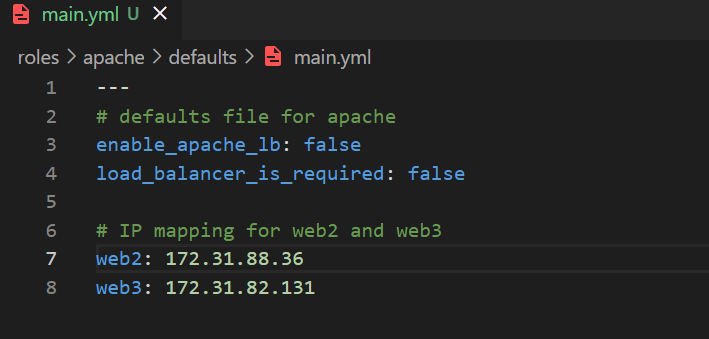 main.yml U
roles > apache > defaults > main.yml
1 ---
2 # defaults file for apache
3 enable_apache_lb: false
4 load_balancer_is_required: false
5
6 # IP mapping for web2 and web3
7 web2: 172.31.88.36
8 web3: 172.31.82.131